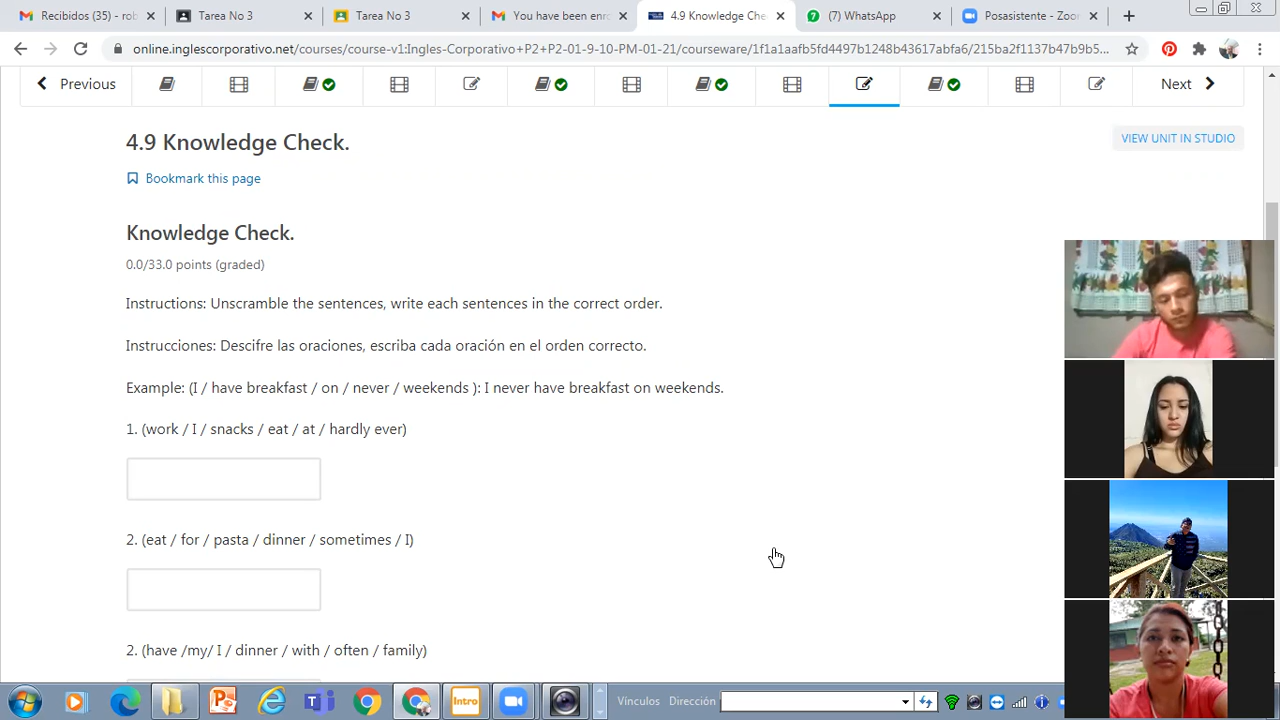 Recibidos (35) - rob
Tarea No 3
Tarea No 3
You have been enro
4.9 Knowledge Che
(7) WhatsApp
Posasistente - Zoo
online.inglescorporativo.net/courses/course-v1:Ingles-Corporativo+P2+P2-01-9-10-PM-01-21/courseware/1f1a1aafb5fd4497b1248b43617abfa6/215ba2f1137b47b9b5...
Previous
Next
4.9 Knowledge Check.
VIEW UNIT IN STUDIO
Bookmark this page
Knowledge Check.
0.0/33.0 points (graded)
Instructions: Unscramble the sentences, write each sentences in the correct order.
Instrucciones: Descifre las oraciones, escriba cada oración en el orden correcto.
Example: (I / have breakfast / on / never / weekends ): I never have breakfast on weekends.
1. (work / I / snacks / eat / at / hardly ever)
2. (eat / for / pasta / dinner / sometimes / I)
2. (have /my/ I / dinner / with / often / family)
Intro
Vínculos
Dirección